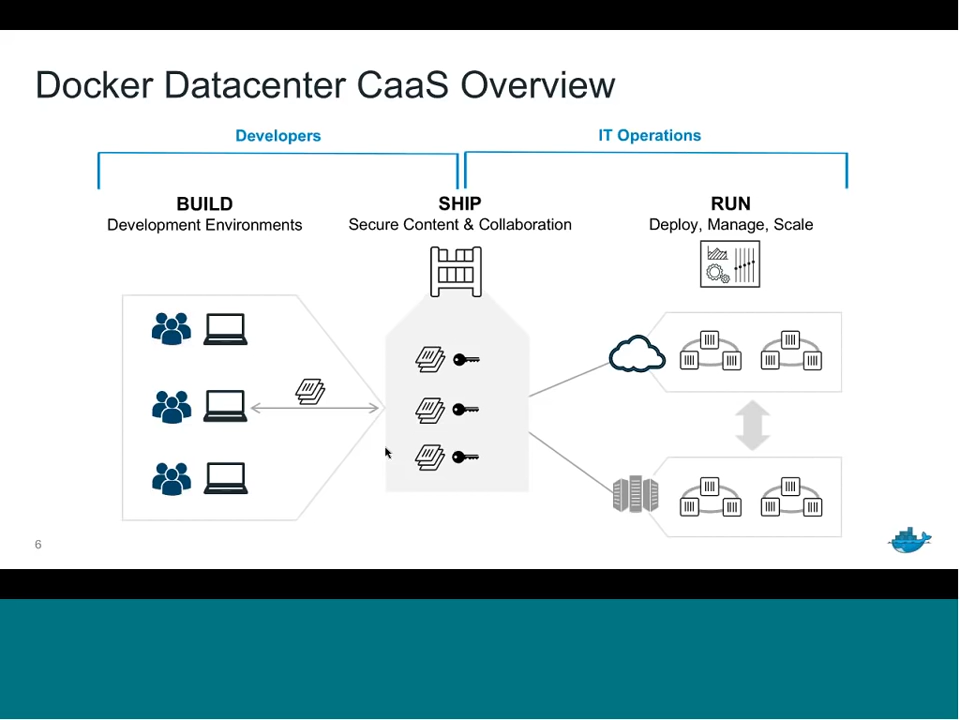 Docker Datacenter CaaS Overview
Developers
IT Operations
BUILD
Development Environments
SHIP
Secure Content & Collaboration
RUN
Deploy, Manage, Scale
6